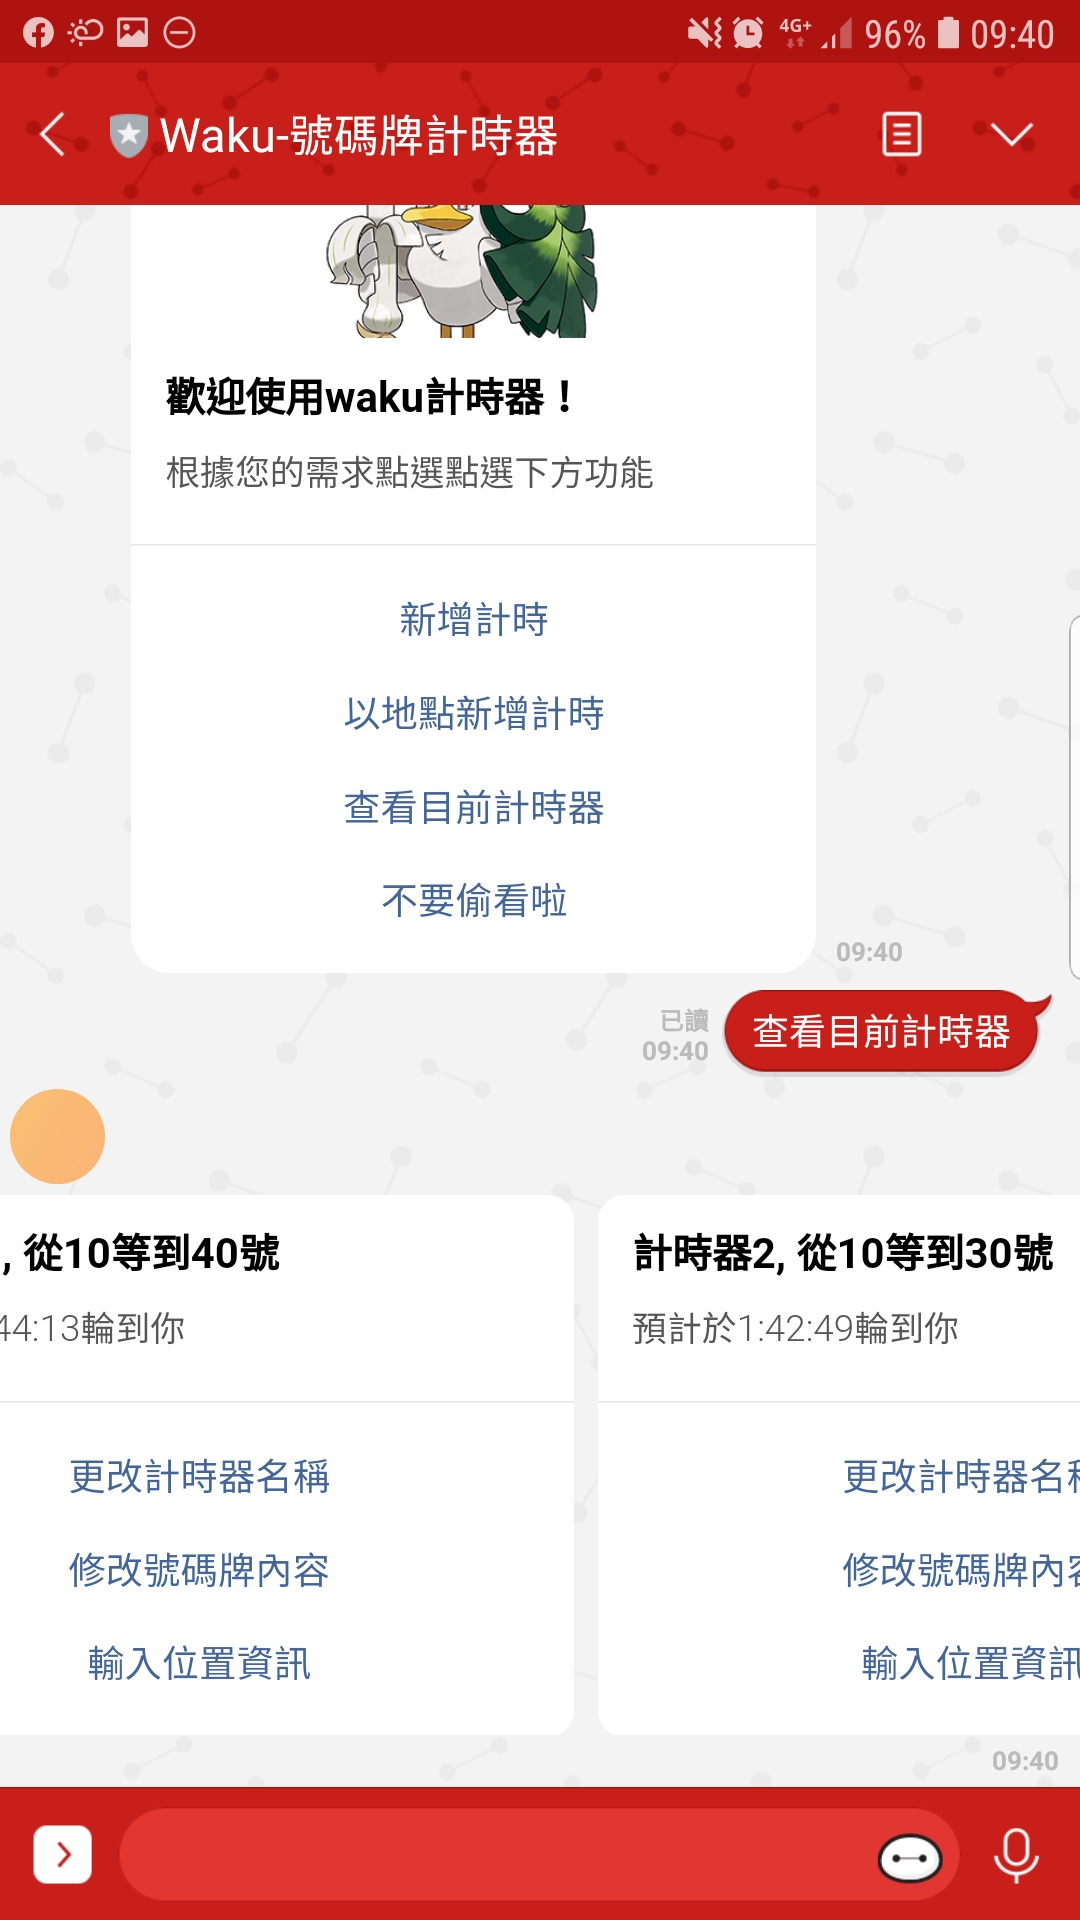 4G+ 96% 09:40
Waku-號碼牌計時器
歡迎使用waku計時器！
根據您的需求點選點選下方功能
新增計時
以地點新增計時
查看目前計時器
不要偷看啦
09:40
已讀
09:40
查看目前計時器
, 從10等到40號
44:13輪到你
更改計時器名稱
修改號碼牌內容
輸入位置資訊
計時器2, 從10等到30號
預計於1:42:49輪到你
更改計時器名稱
修改號碼牌內容
輸入位置資訊
09:40